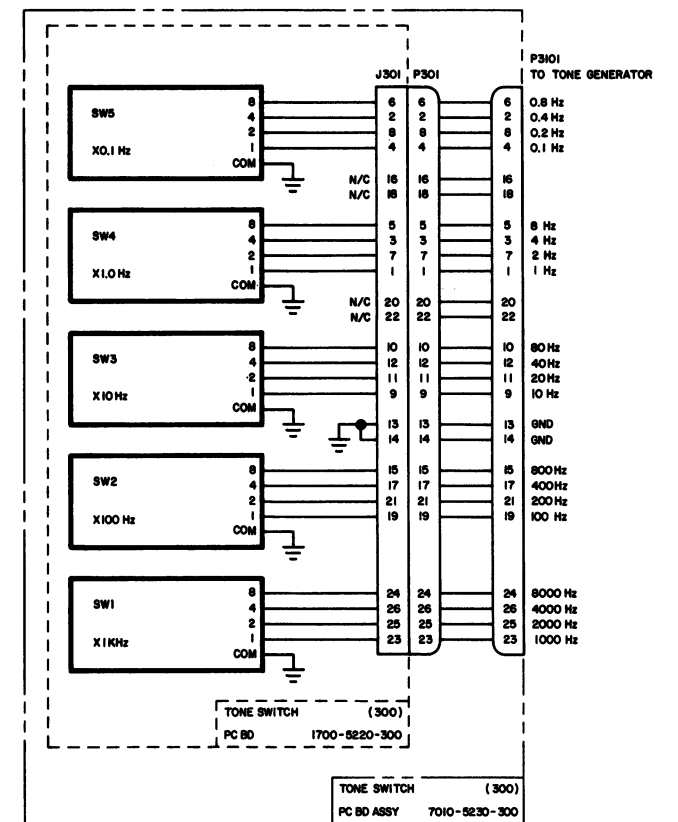 P3101
J301 P301 TO TONE GENERATOR
8 6 6 6 0.8 Hz
SW5 4 2 2 2 0.4 Hz
2 8 8 8 0.2 Hz
X0.1 Hz 1 4 4 4 0.1 Hz
COM
N/C 16 16 16
N/C 18 18 18
8 5 5 5 8 Hz
SW4 4 3 3 3 4 Hz
2 7 7 7 2 Hz
X1.0 Hz 1 1 1 1 1 Hz
COM
N/C 20 20 20
N/C 22 22 22
8 10 10 10 80 Hz
SW3 4 12 12 12 40 Hz
2 11 11 11 20 Hz
X10 Hz 1 9 9 9 10 Hz
COM
13 13 13 GND
14 14 14 GND
8 15 15 15 800 Hz
SW2 4 17 17 17 400 Hz
2 21 21 21 200 Hz
X100 Hz 1 19 19 19 100 Hz
COM
8 24 24 24 8000 Hz
SW1 4 26 26 26 4000 Hz
2 25 25 25 2000 Hz
X1KHz 1 23 23 23 1000 Hz
COM
TONE SWITCH (300)
PC BD 1700-5220-300
TONE SWITCH (300)
PC BD ASSY 7010-5230-300